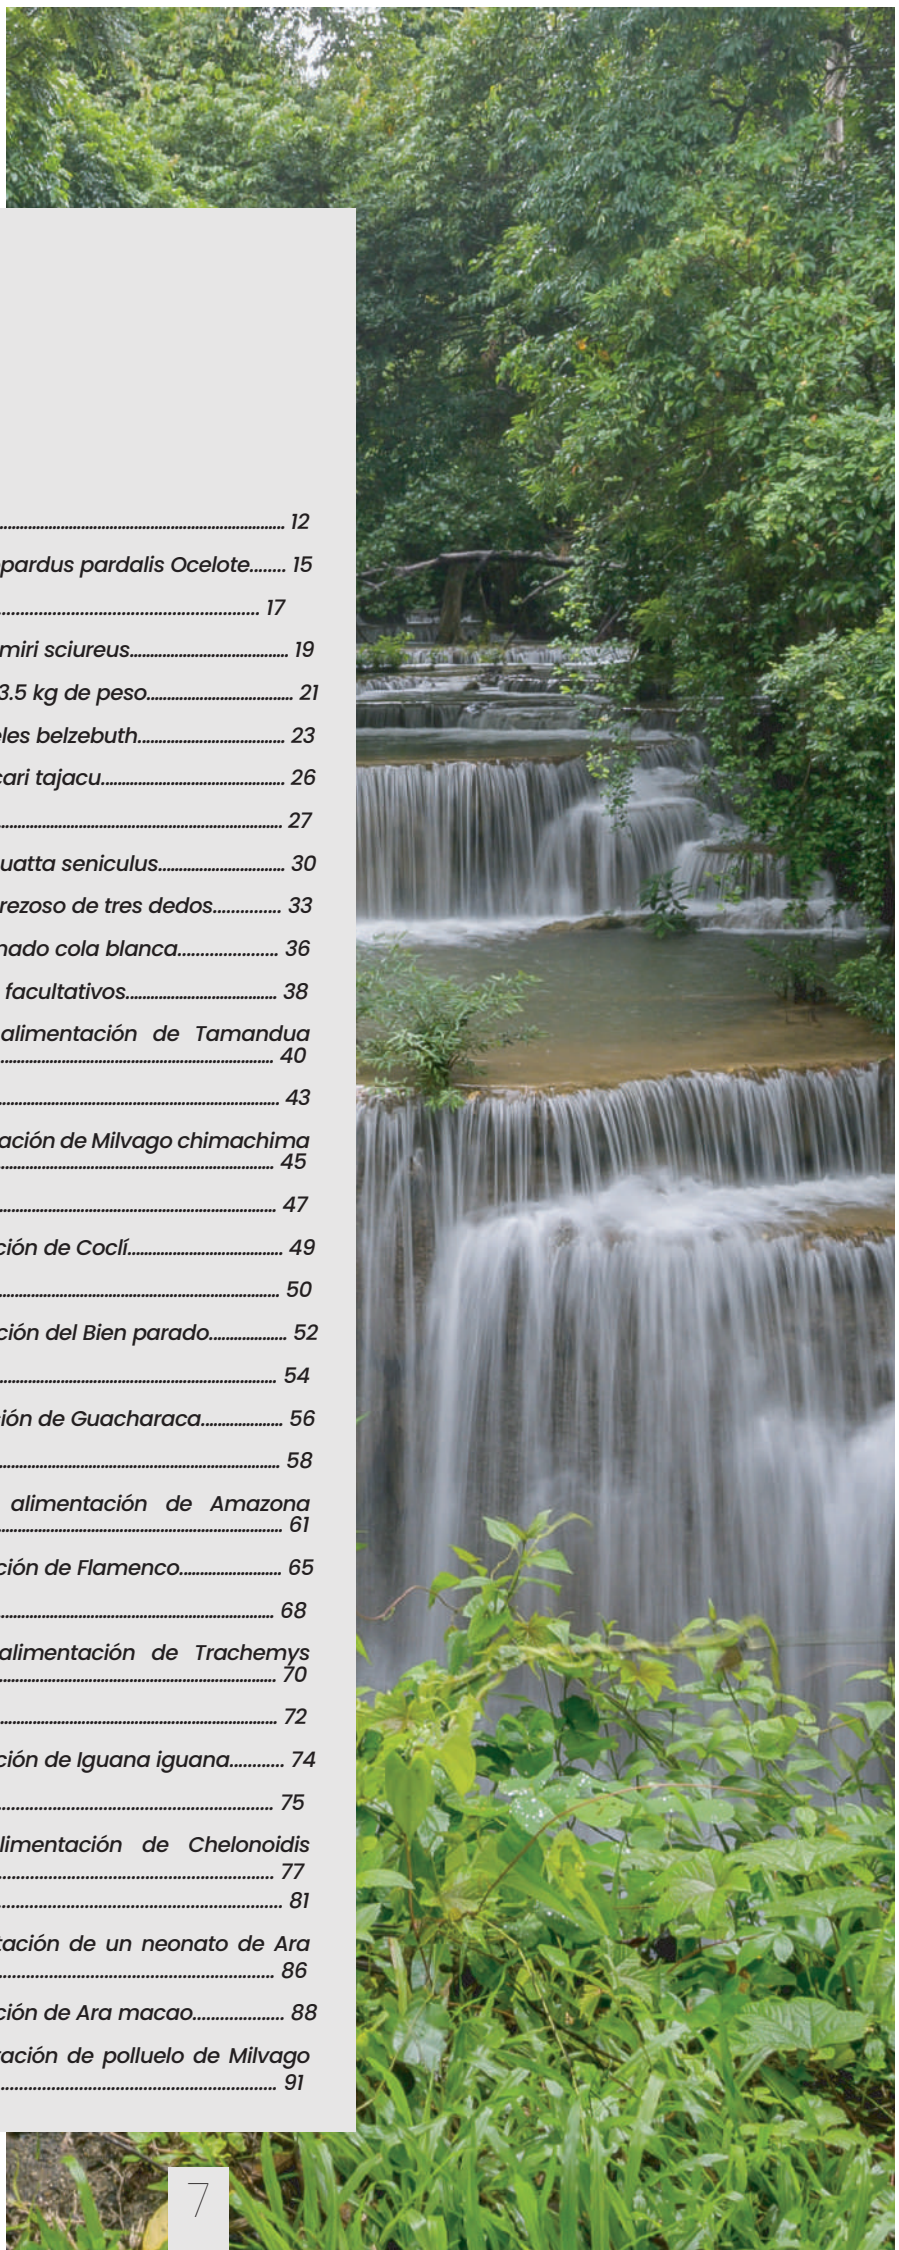 12
pardus pardalis Ocelote........ 15
17
miri sciureus........ 19
3.5 kg de peso........ 21
les belzebuth........ 23
cari tajacu........ 26
27
uatta seniculus........ 30
rezoso de tres dedos........ 33
nado cola blanca........ 36
facultativos........ 38
alimentación de Tamandua
40
43
ación de Milvago chimachima
45
47
ción de Coclí........ 49
50
ción del Bien parado........ 52
54
ción de Guacharaca........ 56
58
alimentación de Amazona
61
ción de Flamenco........ 65
68
alimentación de Trachemys
70
72
ción de Iguana iguana........ 74
75
limentación de Chelonoidis
77
81
tación de un neonato de Ara
86
ción de Ara macao........ 88
ación de polluelo de Milvago
91
7